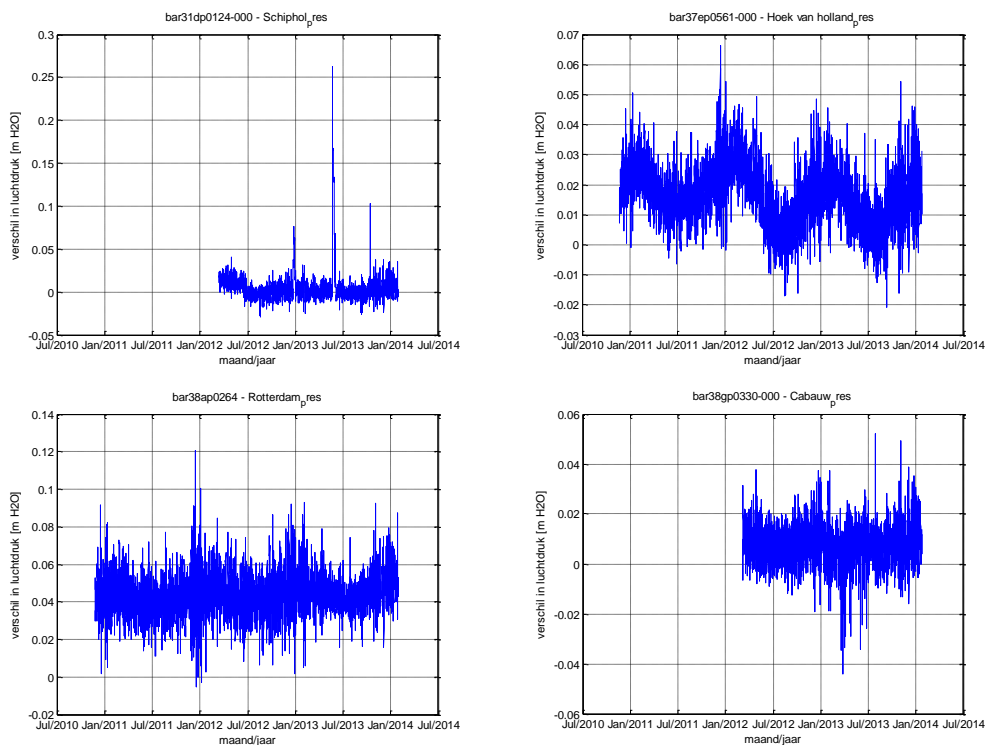 bar31dp0124-000 - Schiphol_pres
0.3
0.25
0.2
0.15
0.1
0.05
0
-0.05
verschil in luchtdruk [m H2O]
Jul/2010 Jan/2011 Jul/2011 Jan/2012 Jul/2012 Jan/2013 Jul/2013 Jan/2014 Jul/2014
maand/jaar
bar37ep0561-000 - Hoek van holland_pres
0.07
0.06
0.05
0.04
0.03
0.02
0.01
0
-0.01
-0.02
-0.03
verschil in luchtdruk [m H2O]
Jul/2010 Jan/2011 Jul/2011 Jan/2012 Jul/2012 Jan/2013 Jul/2013 Jan/2014 Jul/2014
maand/jaar
bar38ap0264 - Rotterdam_pres
0.14
0.12
0.1
0.08
0.06
0.04
0.02
0
-0.02
verschil in luchtdruk [m H2O]
Jul/2010 Jan/2011 Jul/2011 Jan/2012 Jul/2012 Jan/2013 Jul/2013 Jan/2014 Jul/2014
maand/jaar
bar38gp0330-000 - Cabauw_pres
0.06
0.04
0.02
0
-0.02
-0.04
-0.06
verschil in luchtdruk [m H2O]
Jul/2010 Jan/2011 Jul/2011 Jan/2012 Jul/2012 Jan/2013 Jul/2013 Jan/2014 Jul/2014
maand/jaar